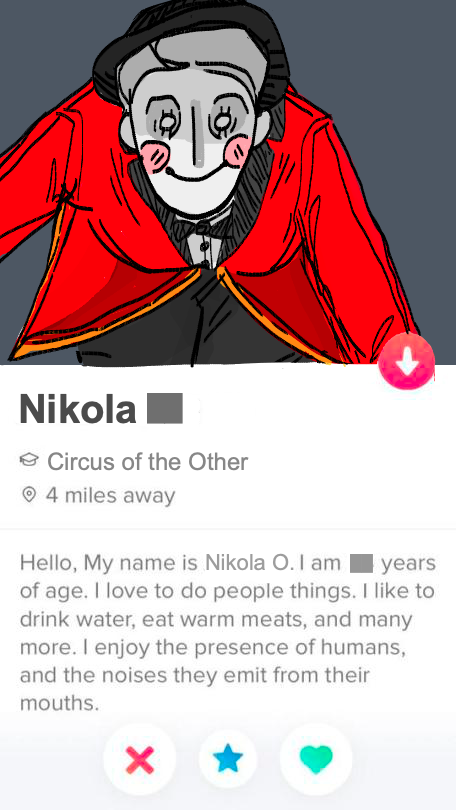 Nikola
Circus of the Other
4 miles away
Hello, My name is Nikola O. I am years
of age. I love to do people things. I like to
drink water, eat warm meats, and many
more. I enjoy the presence of humans,
and the noises they emit from their
mouths.